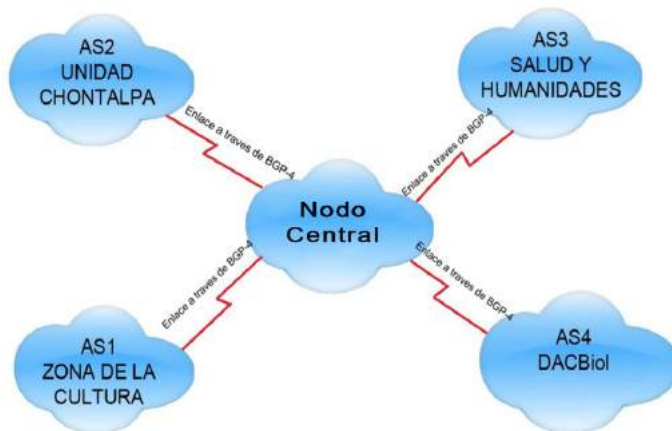 AS2
UNIDAD
CHONTALPA
AS3
SALUD Y
HUMANIDADES
Enlace a traves de BGP-4
Enlace a traves de BGP-4
Nodo
Central
Enlace a traves de BGP-4
Enlace a traves de BGP-4
AS1
ZONA DE LA
CULTURA
AS4
DACBiol